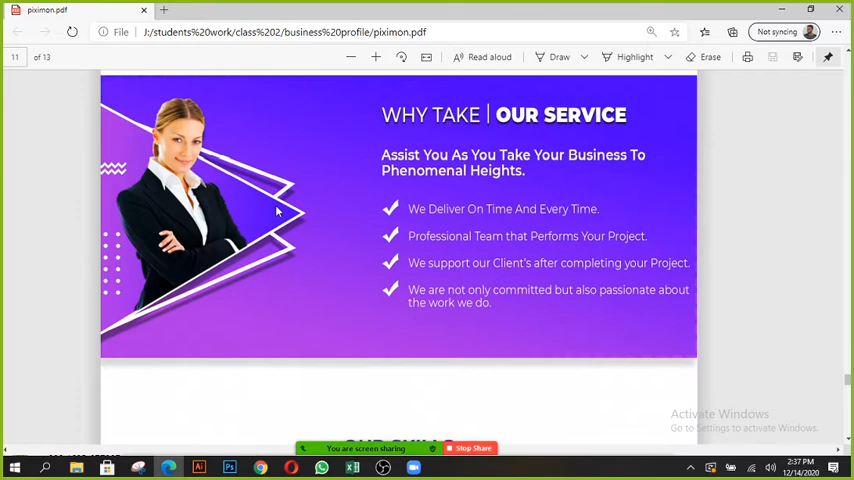 piximon.pdf
File
J:/students%20work/class%202/business%20profile/piximon.pdf
Not syncing
11 of 13
Read aloud
Draw
Highlight
Erase
WHY TAKE | OUR SERVICE
Assist You As You Take Your Business To
Phenomenal Heights.
We Deliver On Time And Every Time.
Professional Team that Performs Your Project.
We support our Client's after completing your Project.
We are not only committed but also passionate about
the work we do.
Activate Windows
Go to Settings to activate Windows.
You are screen sharing
Stop Share
2:37 PM
12/14/2020